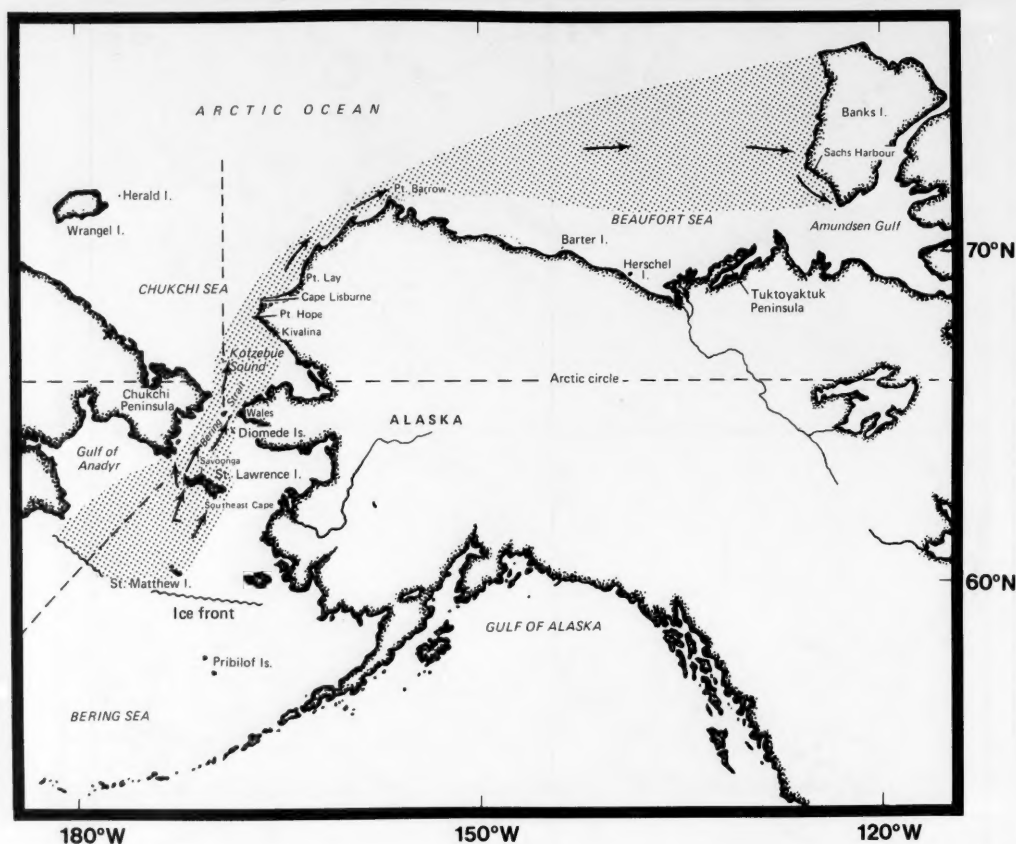 ARCTIC OCEAN
Banks I.
Sachs Harbour
Herald I.
Wrangel I.
Pt. Barrow
BEAUFORT SEA
Amundsen Gulf
Barter I.
70°N
Herschel
I.
Pt. Lay
CHUKCHI SEA
Cape Lisburne
Tuktoyaktuk
Peninsula
Pt. Hope
Kivalina
Kotzebue
Sound
Arctic circle
Chukchi
Peninsula
Bering Strait
Wales
ALASKA
Diomede Is.
Gulf of
Anadyr
Savoonga
St. Lawrence I.
Southeast Cape
St. Matthew I.
60°N
Ice front
GULF OF ALASKA
Pribilof Is.
BERING SEA
180°W
150°W
120°W